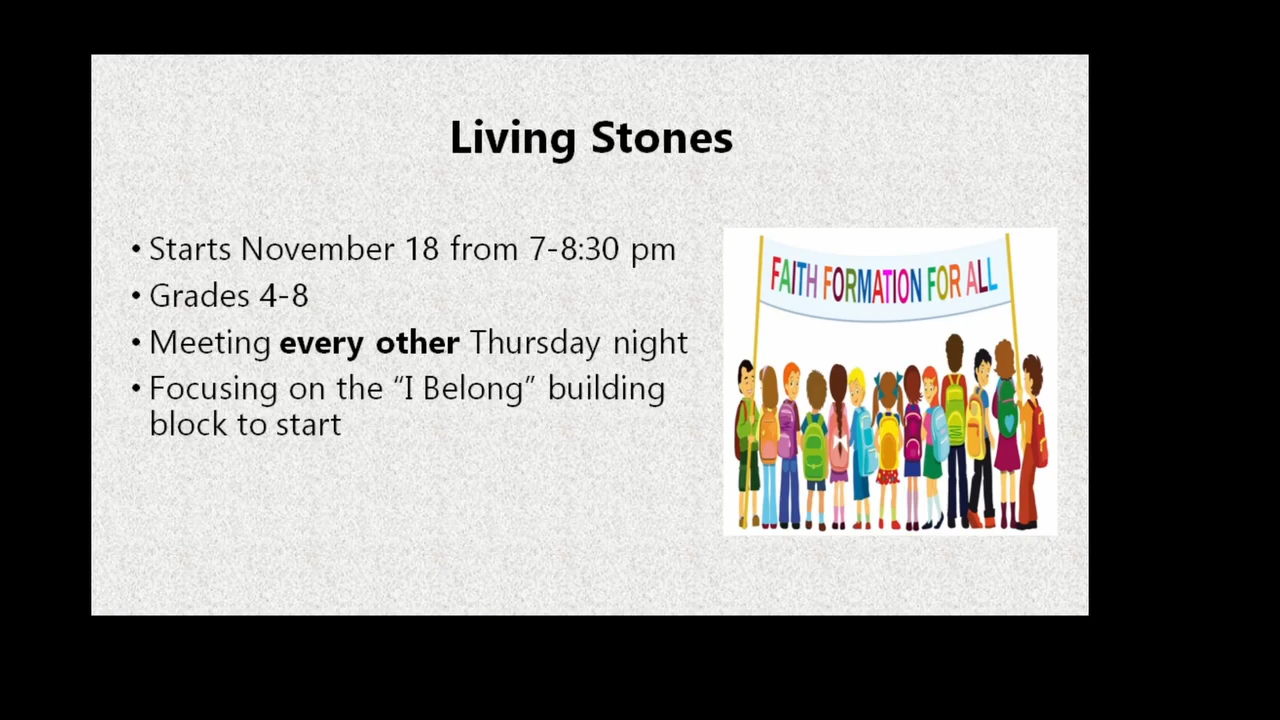 Living Stones
• Starts November 18 from 7-8:30 pm
• Grades 4-8
• Meeting every other Thursday night
• Focusing on the “I Belong” building
block to start
FAITH FORMATION FOR ALL